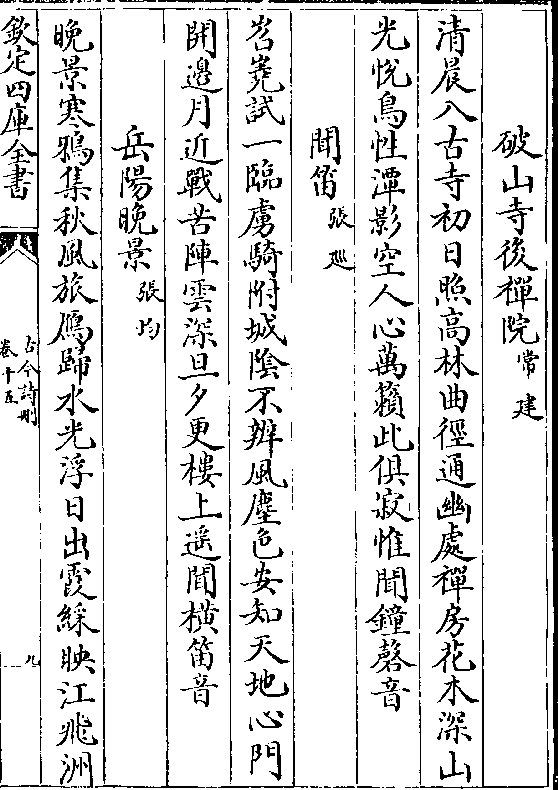 破山寺後禪院常建
清晨入古寺初日照高林曲徑通幽處禪房花木深山
光悅鳥性潭影空人心萬籟此俱寂惟聞鐘磬音
聞笛張巡
岧嶤試一臨虜騎附城陰不辨風塵色安知天地心門
開邊月近戰苦陣雲深旦夕更樓上遥聞橫笛音
岳陽晚景張均
晚景寒鴉集秋風旅鴈歸水光浮日出霞綵映江飛洲
欽定四庫全書
古今詩刪
卷十五
九